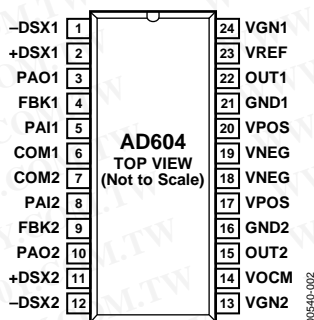 –DSX1 1
+DSX1 2
PAO1 3
FBK1 4
PAI1 5
COM1 6
COM2 7
PAI2 8
FBK2 9
PAO2 10
+DSX2 11
–DSX2 12
AD604
TOP VIEW
(Not to Scale)
24 VGN1
23 VREF
22 OUT1
21 GND1
20 VPOS
19 VNEG
18 VNEG
17 VPOS
16 GND2
15 OUT2
14 VOCM
13 VGN2
00540-002